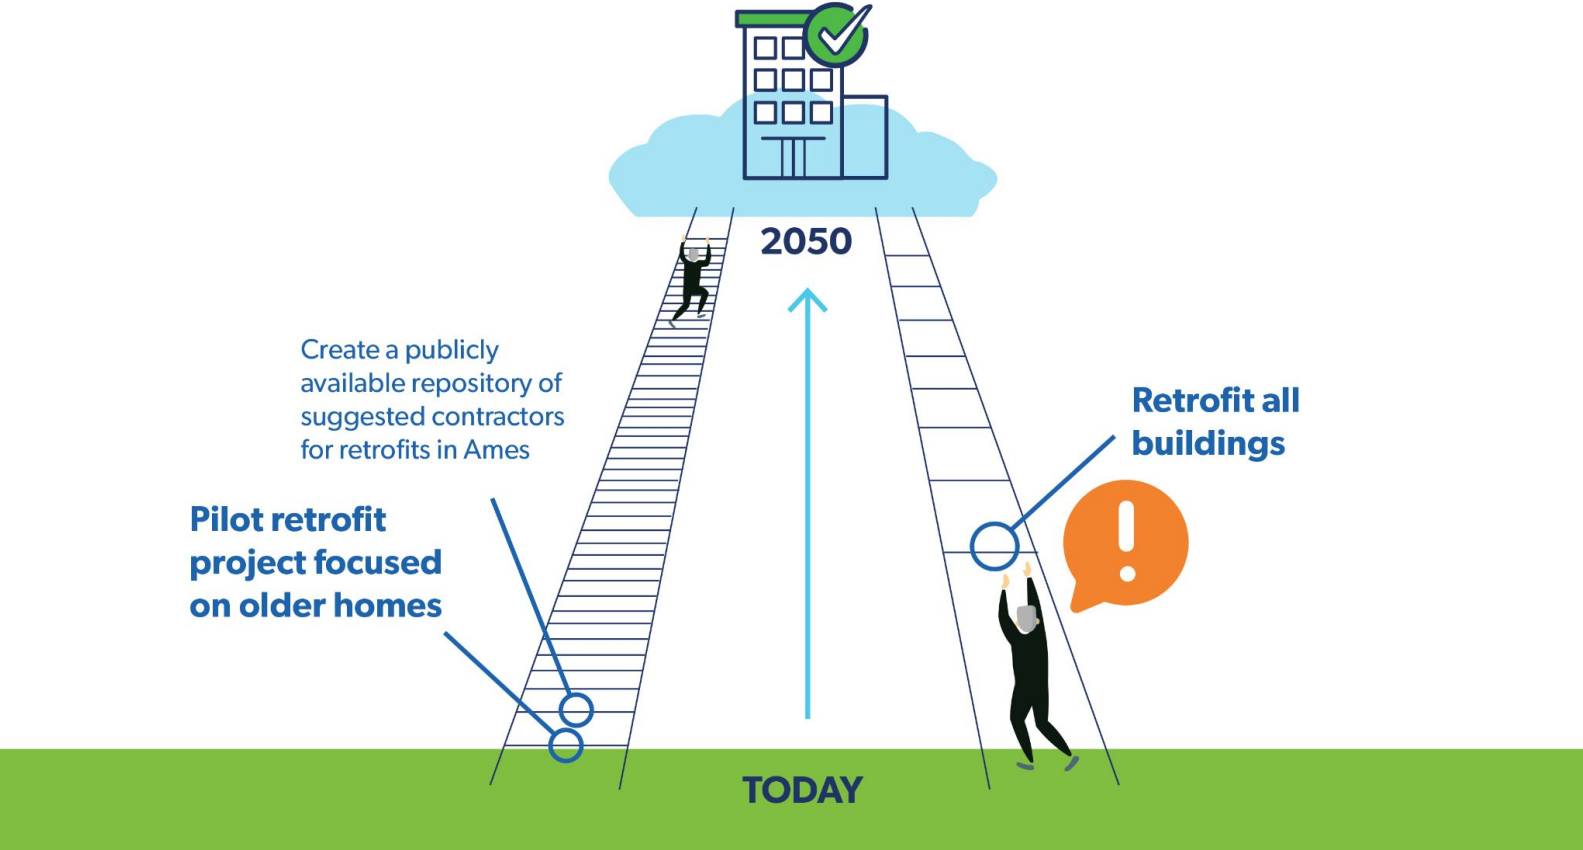 2050
Create a publicly
available repository of
suggested contractors
for retrofits in Ames
Pilot retrofit
project focused
on older homes
Retrofit all
buildings
!
TODAY